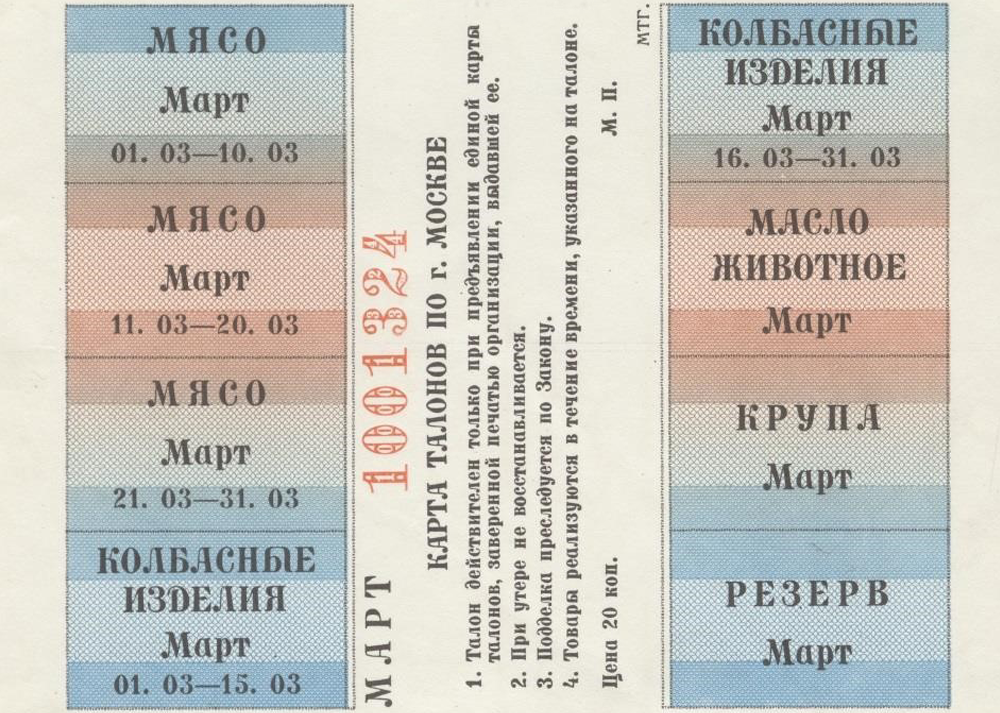 МЯСО
Март
01. 03—10. 03
МЯСО
Март
11. 03—20. 03
МЯСО
Март
21. 03—31. 03
КОЛБАСНЫЕ
ИЗДЕЛИЯ
Март
01. 03—15. 03
МАРТ 1001324
КАРТА ТАЛОНОВ ПО г. МОСКВЕ
1. Талон действителен только при предъявлении единой карты
талонов, заверенной печатью организации, выдавшей ее.
2. При утере не восстанавливается.
3. Подделка преследуется по Закону.
4. Товары реализуются в течение времени, указанного на талоне.
Цена 20 коп. М. П.
МТГ.
КОЛБАСНЫЕ
ИЗДЕЛИЯ
Март
16. 03—31. 03
МАСЛО
ЖИВОТНОЕ
Март
КРУПА
Март
РЕЗЕРВ
Март